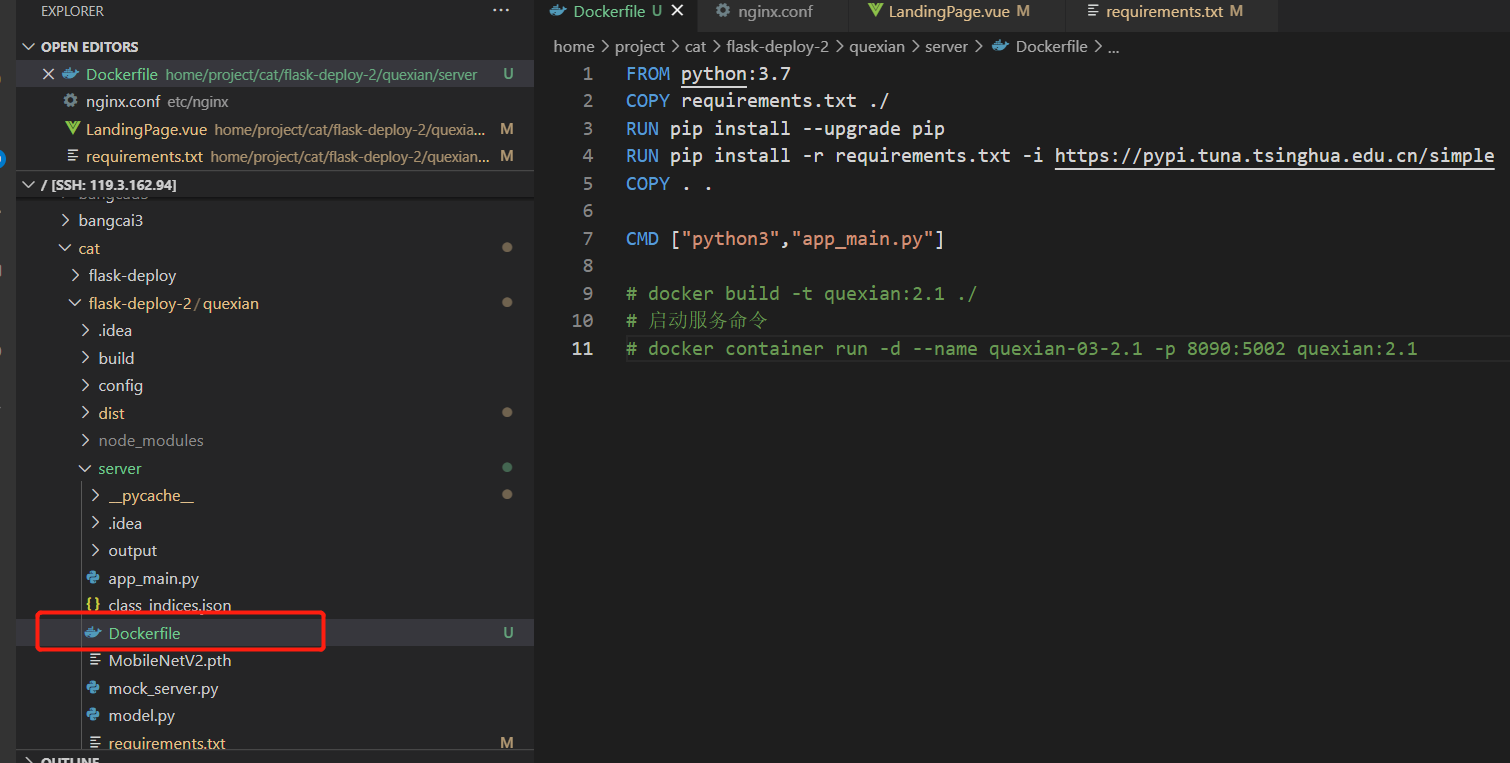 EXPLORER
...
OPEN EDITORS
Dockerfile home/project/cat/flask-deploy-2/quexian/server U
nginx.conf etc/nginx
LandingPage.vue home/project/cat/flask-deploy-2/quexia... M
requirements.txt home/project/cat/flask-deploy-2/quexian... M
/ [SSH: 119.3.162.94]
bangcai3
cat
flask-deploy
flask-deploy-2/quexian
.idea
build
config
dist
node_modules
server
__pycache__
.idea
output
app_main.py
{} class_indices.json
Dockerfile U
MobileNetV2.pth
mock_server.py
model.py
requirements.txt M
OUTLINE
Dockerfile U
nginx.conf
LandingPage.vue M
requirements.txt M
home > project > cat > flask-deploy-2 > quexian > server > Dockerfile > ...
1 FROM python:3.7
2 COPY requirements.txt ./
3 RUN pip install --upgrade pip
4 RUN pip install -r requirements.txt -i https://pypi.tuna.tsinghua.edu.cn/simple
5 COPY . .
6
7 CMD ["python3","app_main.py"]
8
9 # docker build -t quexian:2.1 ./
10 # 启动服务命令
11 # docker container run -d --name quexian-03-2.1 -p 8090:5002 quexian:2.1